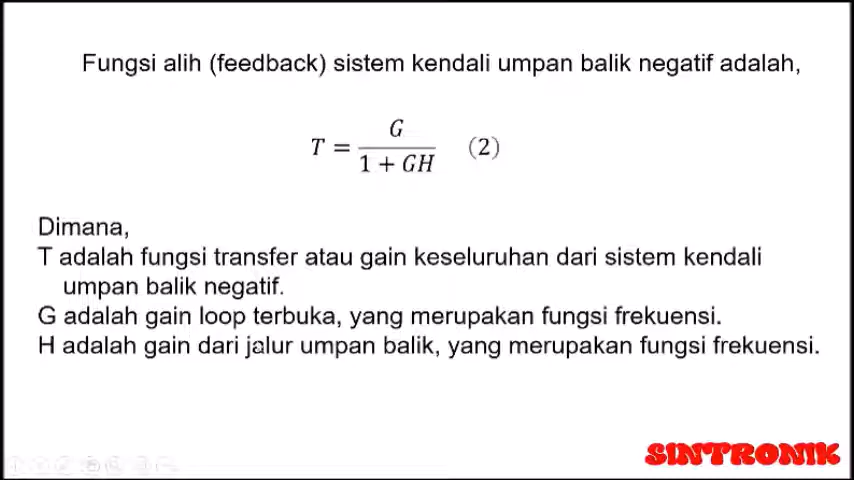 Fungsi alih (feedback) sistem kendali umpan balik negatif adalah,
T = G / (1 + GH) (2)
Dimana,
T adalah fungsi transfer atau gain keseluruhan dari sistem kendali
umpan balik negatif.
G adalah gain loop terbuka, yang merupakan fungsi frekuensi.
H adalah gain dari jalur umpan balik, yang merupakan fungsi frekuensi.
SINTRONIK